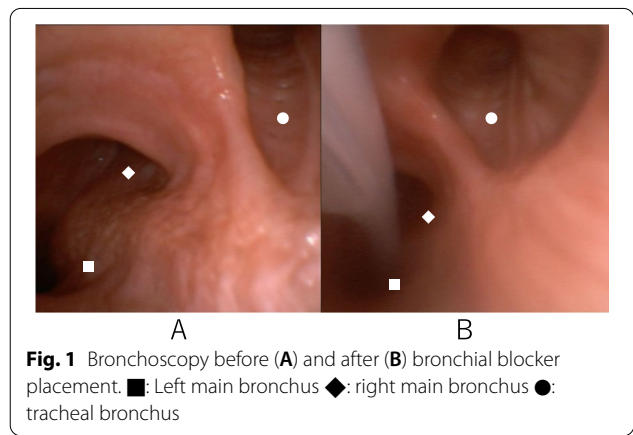 A B
Fig. 1 Bronchoscopy before (A) and after (B) bronchial blocker
placement. ■: Left main bronchus ◆: right main bronchus ●:
tracheal bronchus